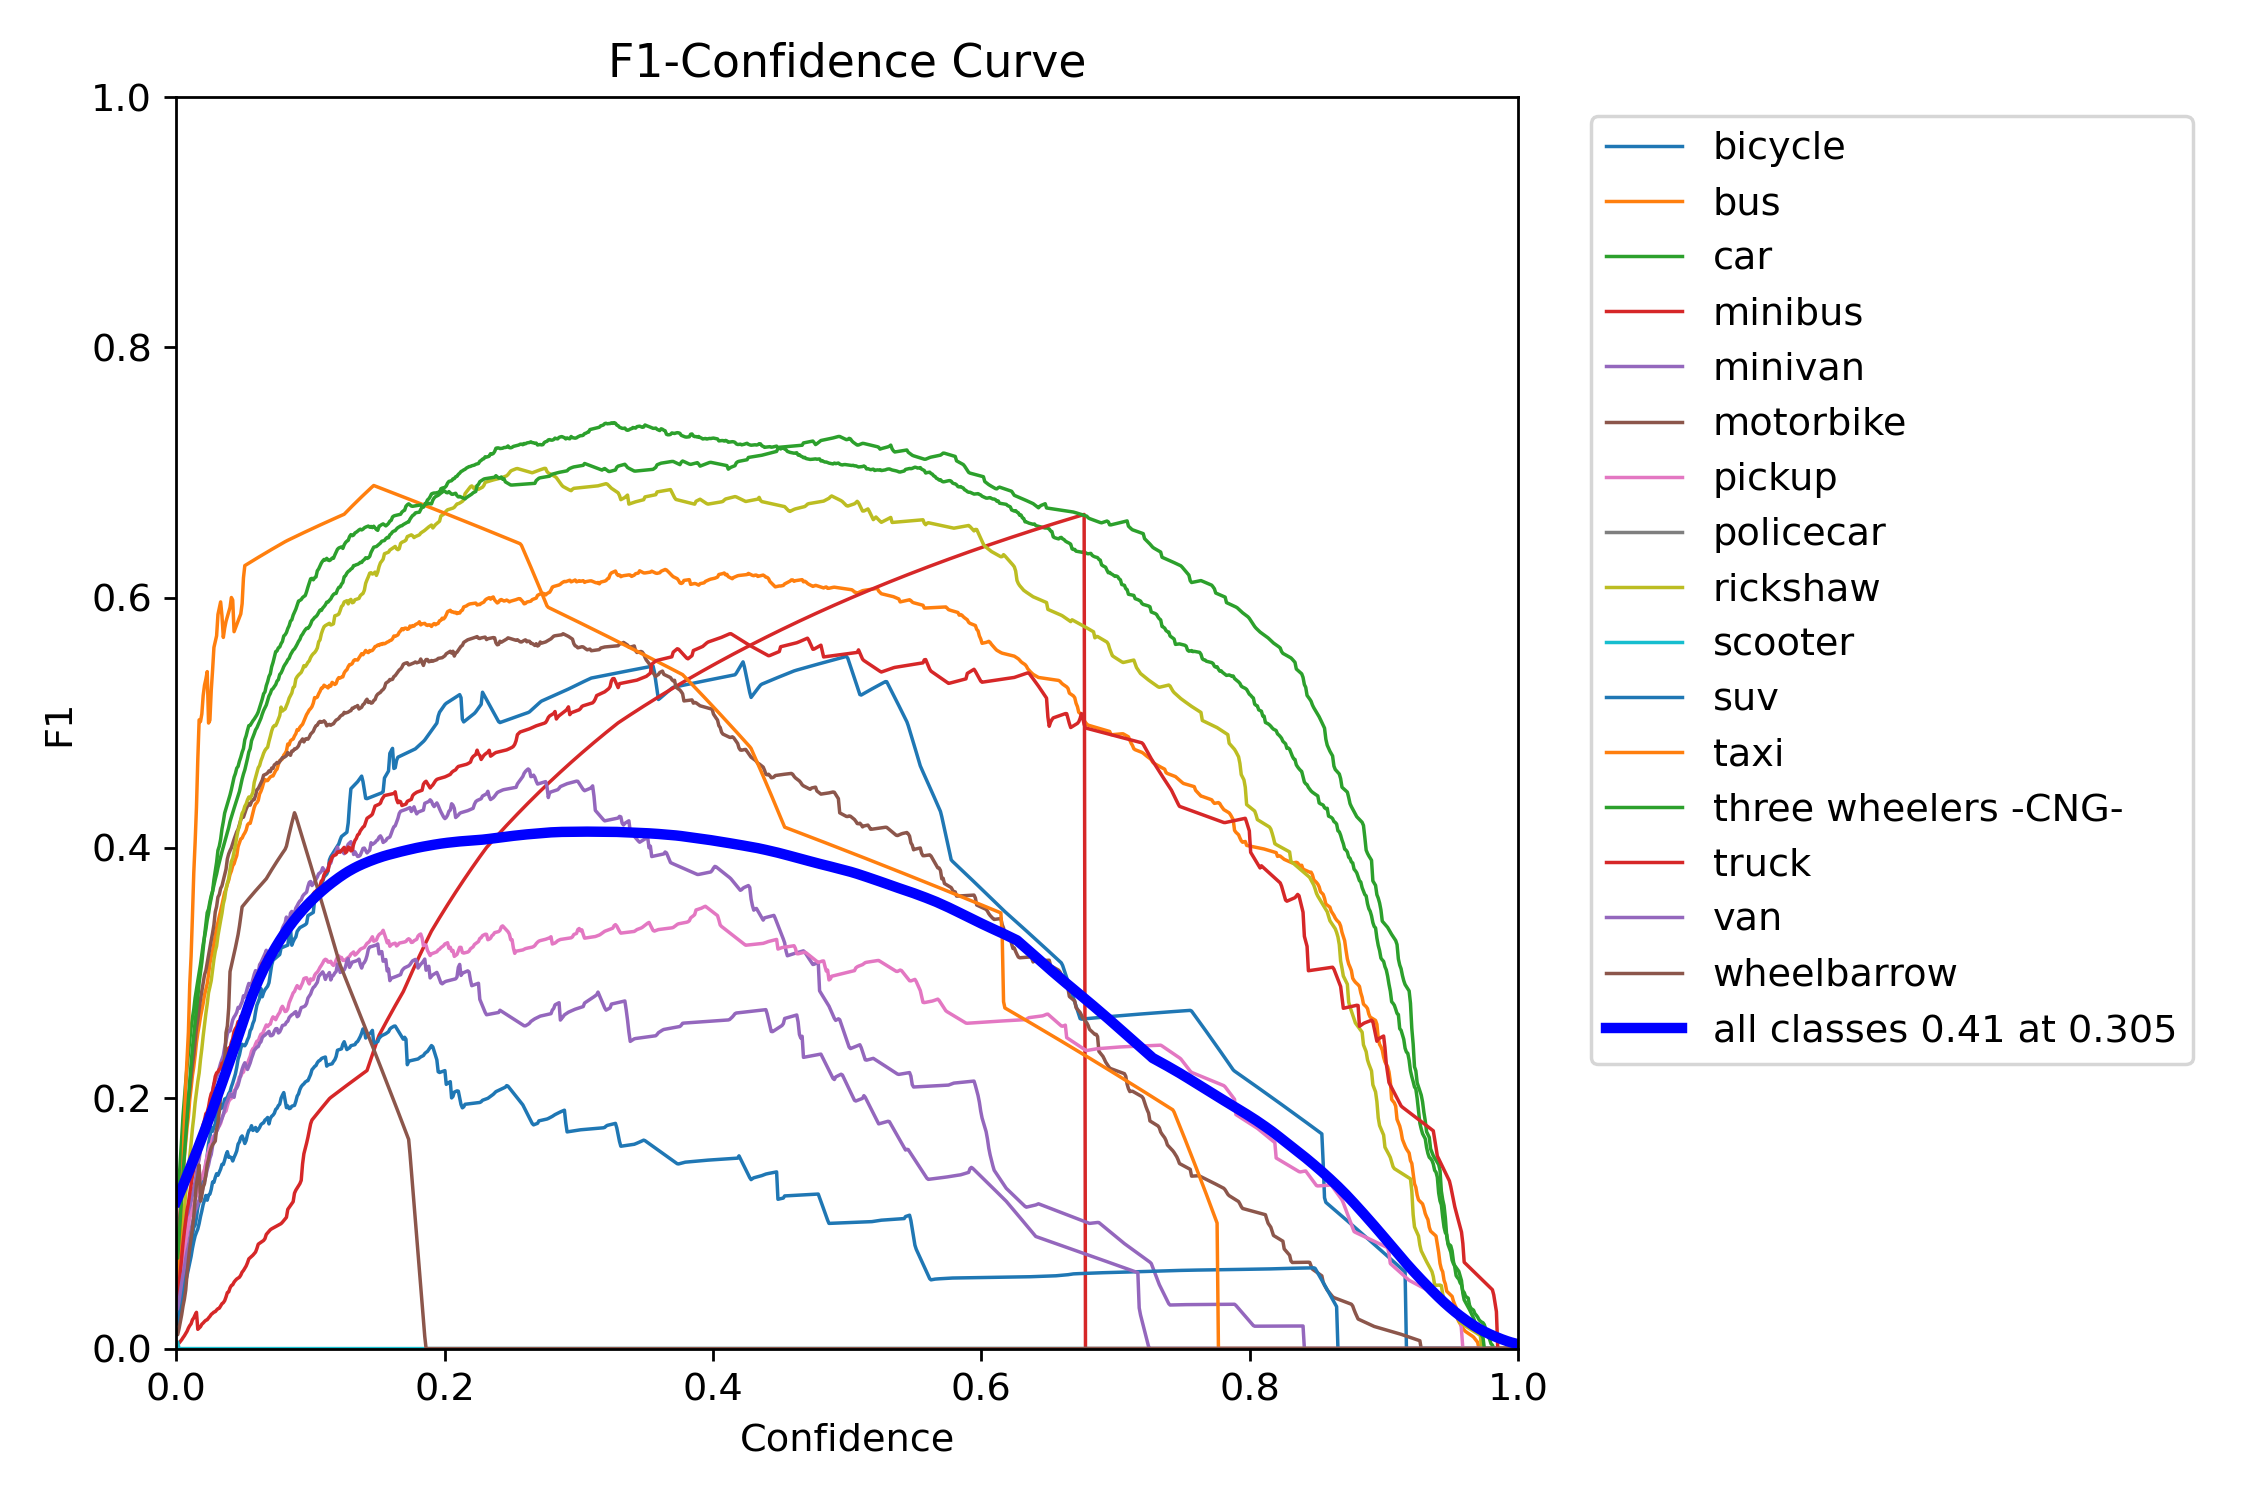 F1-Confidence Curve
1.0
0.8
0.6
0.4
0.2
0.0
F1
0.0 0.2 0.4 0.6 0.8 1.0
Confidence
bicycle
bus
car
minibus
minivan
motorbike
pickup
policecar
rickshaw
scooter
suv
taxi
three wheelers -CNG-
truck
van
wheelbarrow
all classes 0.41 at 0.305